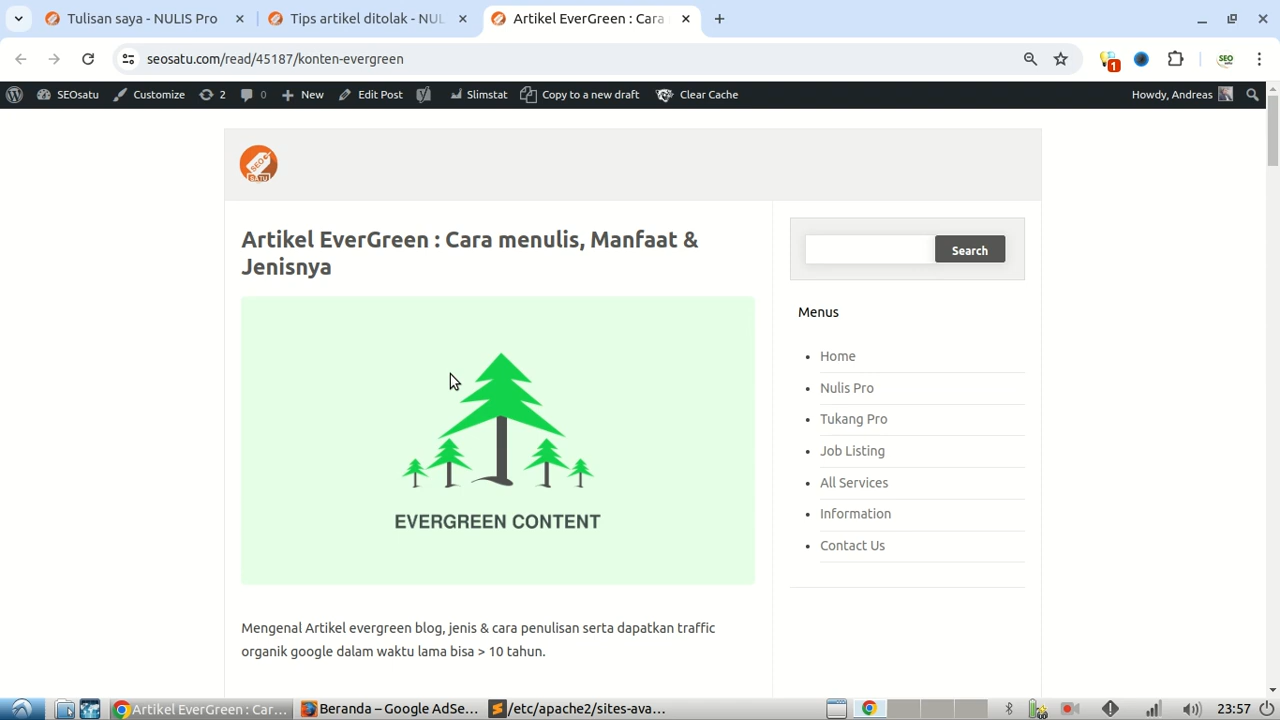 Tulisan saya - NULIS Pro
Tips artikel ditolak - NUL
Artikel EverGreen : Cara
seosatu.com/read/45187/konten-evergreen
1
SEO
SEOsatu
Customize
2
0
New
Edit Post
Slimstat
Copy to a new draft
Clear Cache
Howdy, Andreas
SEO
SATU
Artikel EverGreen : Cara menulis, Manfaat &
Jenisnya
Search
Menus
Home
Nulis Pro
Tukang Pro
Job Listing
All Services
Information
Contact Us
EVERGREEN CONTENT
Mengenal Artikel evergreen blog, jenis & cara penulisan serta dapatkan traffic
organik google dalam waktu lama bisa > 10 tahun.
Artikel EverGreen : Car...
Beranda – Google AdSe...
/etc/apache2/sites-ava...
23:57